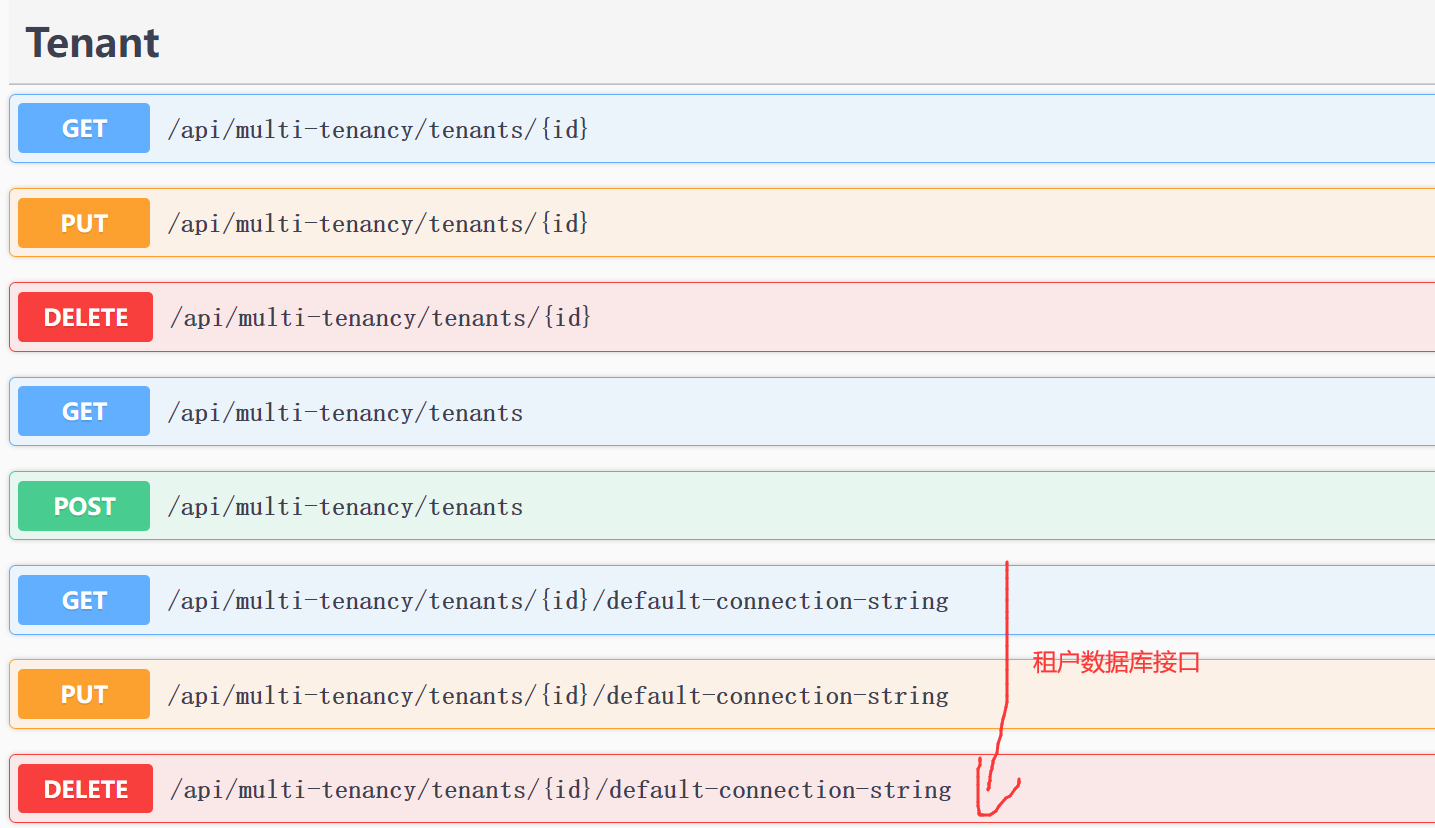 Tenant
GET /api/multi-tenancy/tenants/{id}
PUT /api/multi-tenancy/tenants/{id}
DELETE /api/multi-tenancy/tenants/{id}
GET /api/multi-tenancy/tenants
POST /api/multi-tenancy/tenants
GET /api/multi-tenancy/tenants/{id}/default-connection-string
租户数据库接口
PUT /api/multi-tenancy/tenants/{id}/default-connection-string
DELETE /api/multi-tenancy/tenants/{id}/default-connection-string